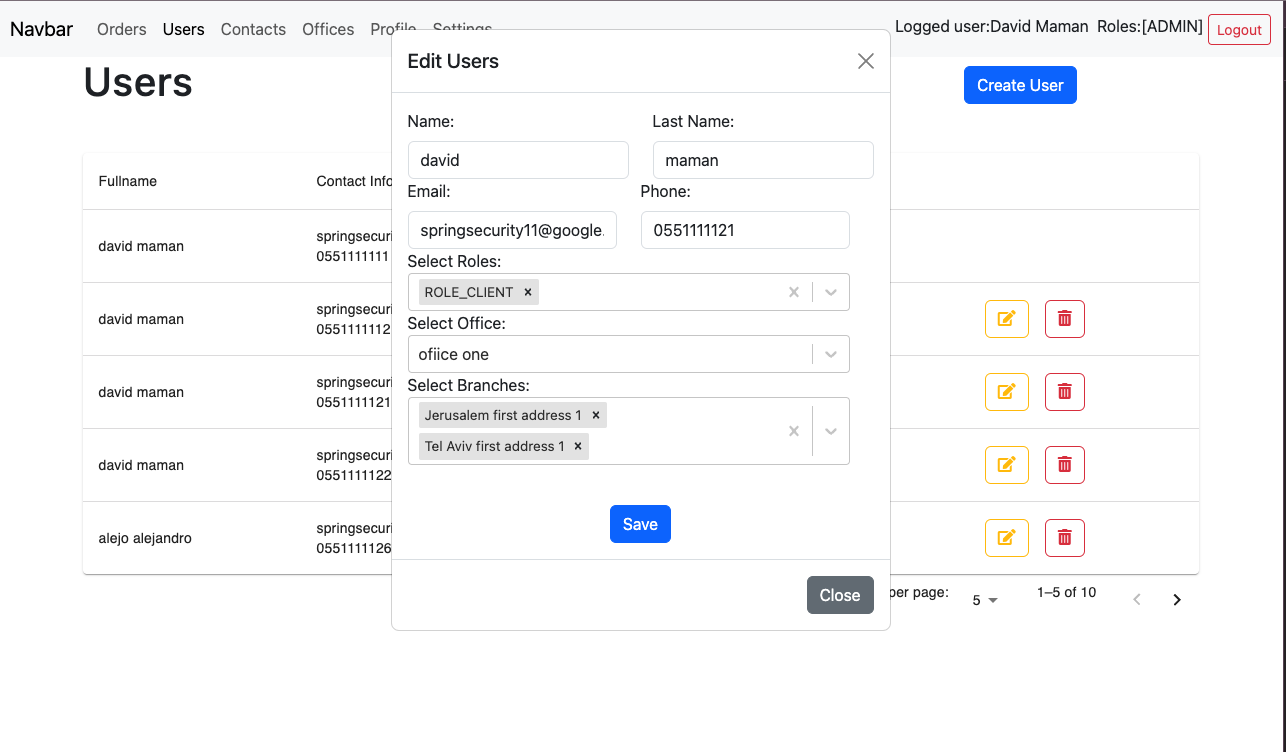 Navbar Orders Users Contacts Offices Profile Settings Logged user:David Maman Roles:[ADMIN] Logout
Users
Create User
Fullname
Contact Info
david maman
springsecuri
0551111111
david maman
springsecuri
0551111112
david maman
springsecuri
0551111121
david maman
springsecuri
0551111122
alejo alejandro
springsecuri
0551111126
per page:
5
1–5 of 10
Edit Users
Name: Last Name:
david maman
Email: Phone:
springsecurity11@google. 0551111121
Select Roles:
ROLE_CLIENT
Select Office:
ofiice one
Select Branches:
Jerusalem first address 1
Tel Aviv first address 1
Save
Close